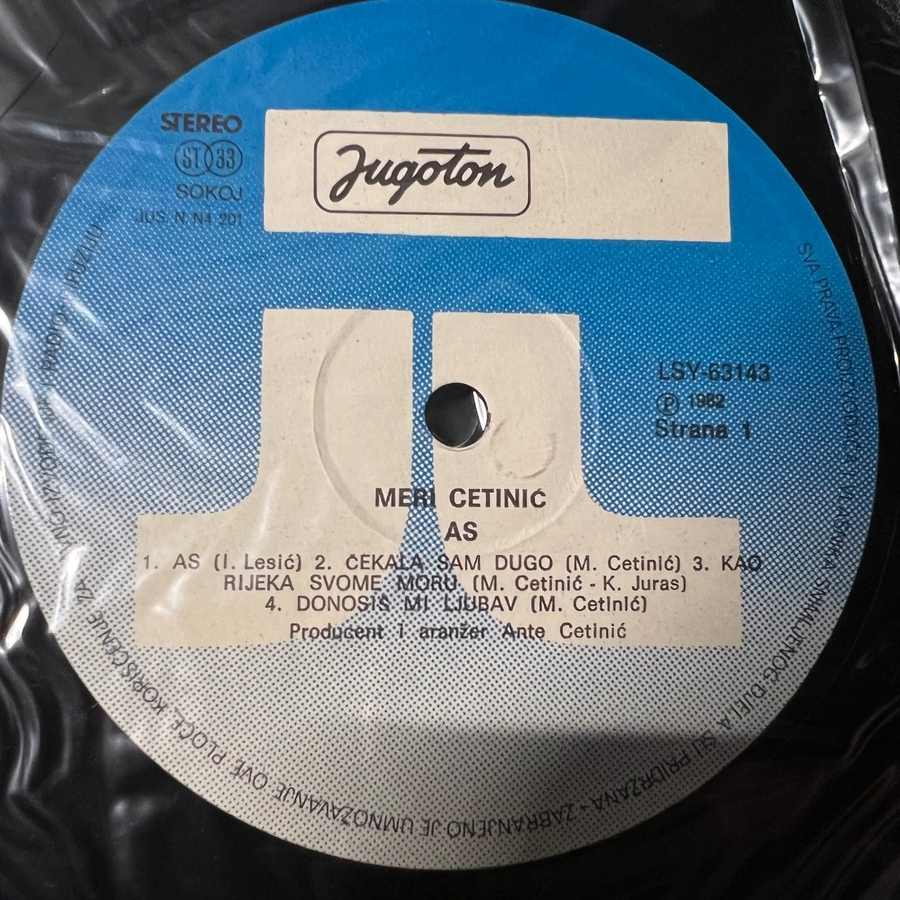 STEREO
ST 33
SOKOJ
JUS N N4 201
Jugoton
LSY-63143
℗ 1982
Strana 1
MERI CETINIĆ
AS
1. AS (I. Lesić) 2. ČEKALA SAM DUGO (M. Cetinić) 3. KAO
RIJEKA SVOME MORU (M. Cetinić - K. Juras)
4. DONOSIŠ MI LJUBAV (M. Cetinić)
Producent i aranžer Ante Cetinić
SVA PRAVA PROIZVOĐAČA I VLASNIKA SNIMLJENOG DJELA SU PRIDRŽANA - ZABRANJENO JE UMNOŽAVANJE OVE PLOČE, KORIŠĆENJE ZA